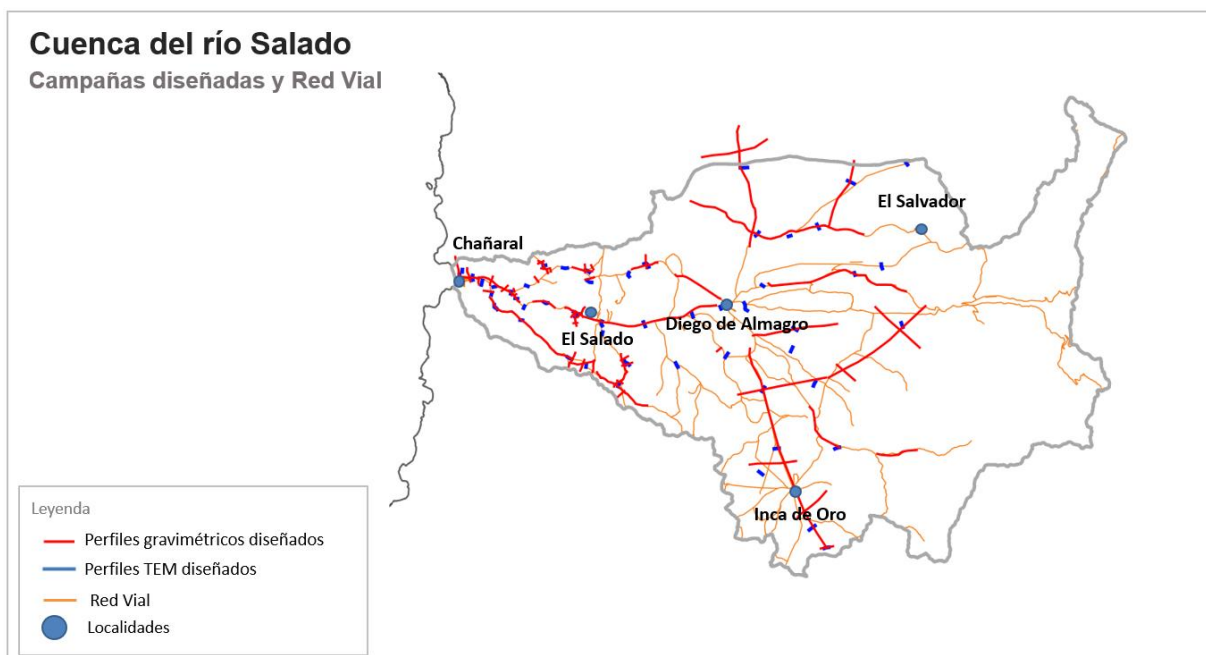 Cuenca del río Salado
Campañas diseñadas y Red Vial
El Salvador
Chañaral
Diego de Almagro
El Salado
Inca de Oro
Leyenda
Perfiles gravimétricos diseñados
Perfiles TEM diseñados
Red Vial
Localidades